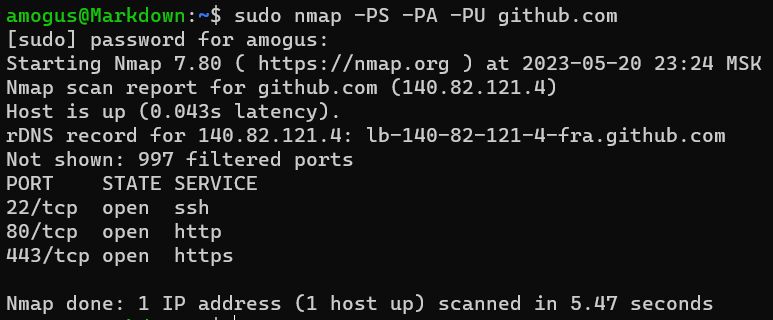 amogus@Markdown:~$ sudo nmap -PS -PA -PU github.com
[sudo] password for amogus:
Starting Nmap 7.80 ( https://nmap.org ) at 2023-05-20 23:24 MSK
Nmap scan report for github.com (140.82.121.4)
Host is up (0.043s latency).
rDNS record for 140.82.121.4: lb-140-82-121-4-fra.github.com
Not shown: 997 filtered ports
PORT    STATE SERVICE
22/tcp  open  ssh
80/tcp  open  http
443/tcp open  https

Nmap done: 1 IP address (1 host up) scanned in 5.47 seconds